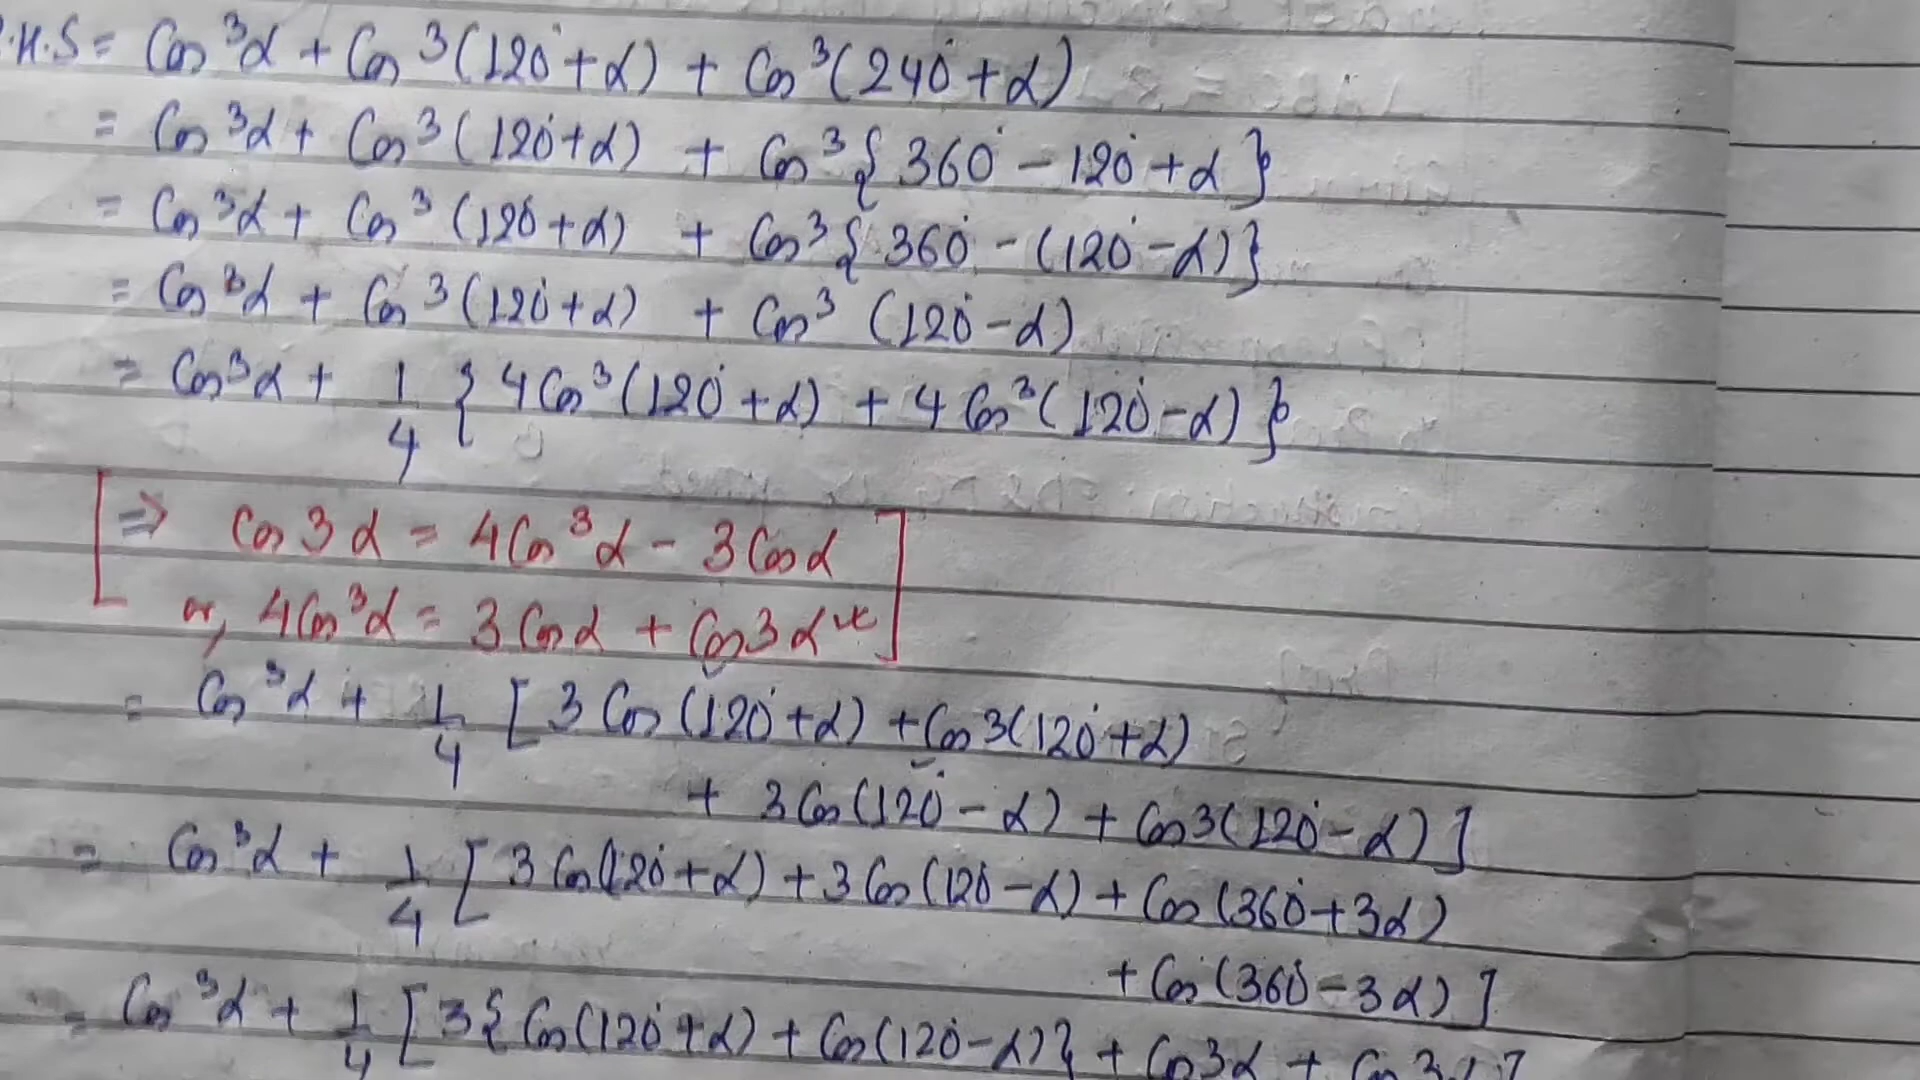 .H.S = Cos³α + Cos³(120°+α) + Cos³(240°+α)
= Cos³α + Cos³(120°+α) + Cos³{360° - 120° + α}
= Cos³α + Cos³(120°+α) + Cos³{360° - (120° - α)}
= Cos³α + Cos³(120°+α) + Cos³(120° - α)
= Cos³α + 1/4 {4Cos³(120°+α) + 4Cos³(120° - α)}
[⇒ Cos3α = 4Cos³α - 3Cosα
or, 4Cos³α = 3Cosα + Cos3α]
= Cos³α + 1/4 [3Cos(120°+α) + Cos3(120°+α)
+ 3Cos(120° - α) + Cos3(120° - α)]
= Cos³α + 1/4 [3Cos(120°+α) + 3Cos(120° - α) + Cos(360°+3α)
+ Cos(360° - 3α)]
= Cos³α + 1/4 [3{Cos(120°+α) + Cos(120° - α)} + Cos3α + Cos3α]